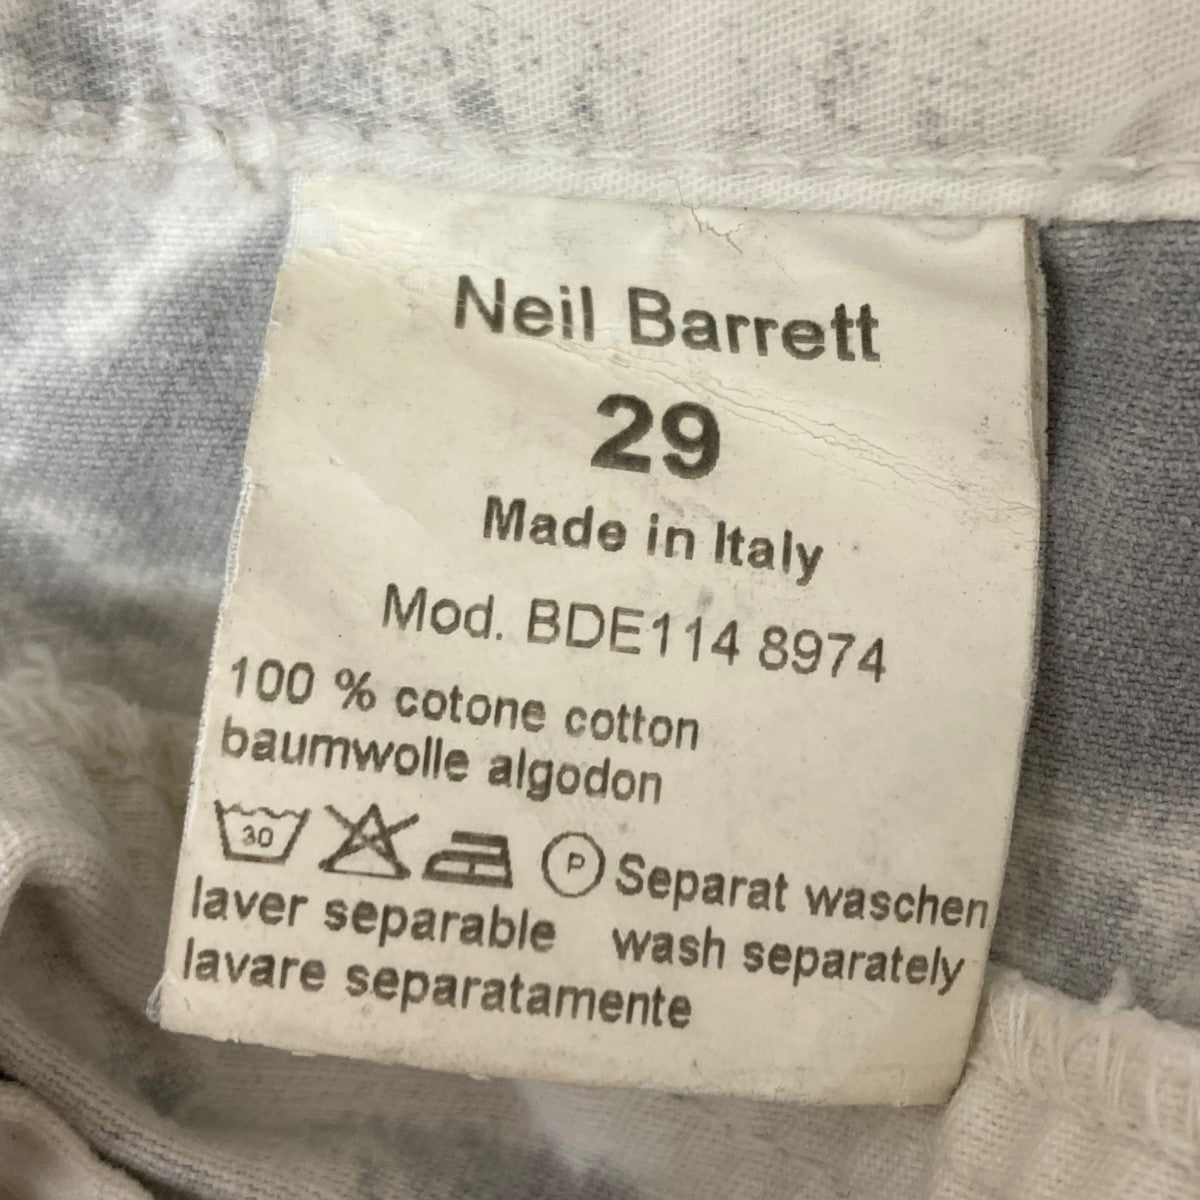 Neil Barrett
29
Made in Italy
Mod. BDE114 8974
100 % cotone cotton
baumwolle algodon
30 P Separat waschen
laver separable wash separately
lavare separatamente